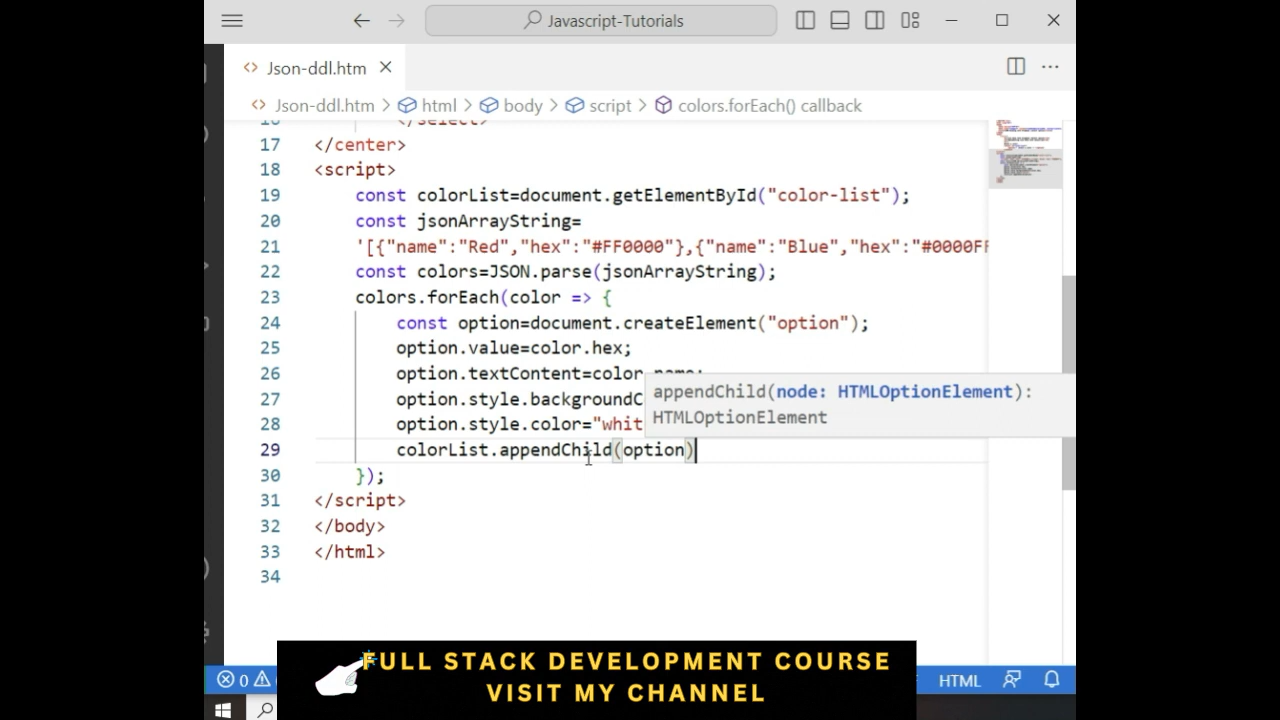 Javascript-Tutorials
Json-ddl.htm
Json-ddl.htm > html > body > script > colors.forEach() callback
16 </select>
17 </center>
18 <script>
19 const colorList=document.getElementById("color-list");
20 const jsonArrayString=
21 '[{"name":"Red","hex":"#FF0000"},{"name":"Blue","hex":"#0000FF
22 const colors=JSON.parse(jsonArrayString);
23 colors.forEach(color => {
24 const option=document.createElement("option");
25 option.value=color.hex;
26 option.textContent=color.name;
27 option.style.backgroundC
28 option.style.color="whit
appendChild(node: HTMLOptionElement):
HTMLOptionElement
29 colorList.appendChild(option)
30 });
31 </script>
32 </body>
33 </html>
34
0
HTML
FULL STACK DEVELOPMENT COURSE
VISIT MY CHANNEL